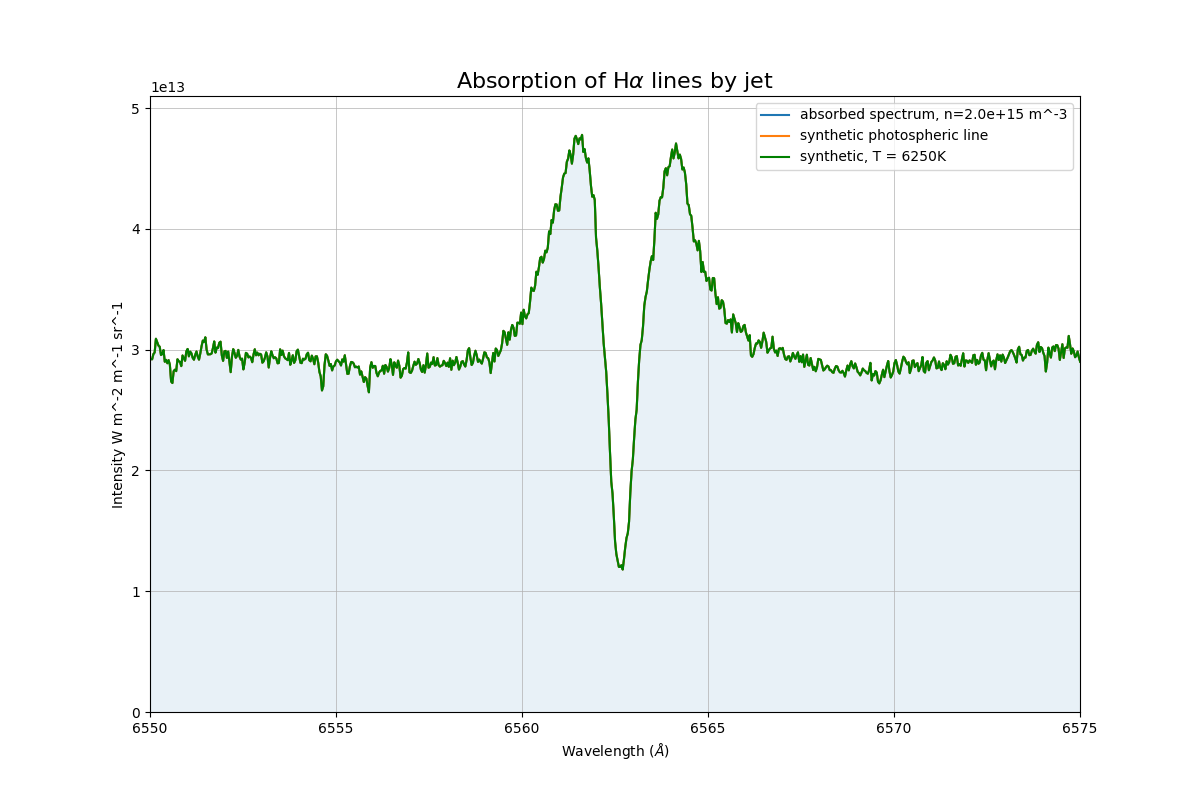 Absorption of Hα lines by jet
1e13
absorbed spectrum, n=2.0e+15 m^-3
synthetic photospheric line
synthetic, T = 6250K
5
4
3
2
1
0
Intensity W m^-2 m^-1 sr^-1
6550
6555
6560
6565
6570
6575
Wavelength (Å)